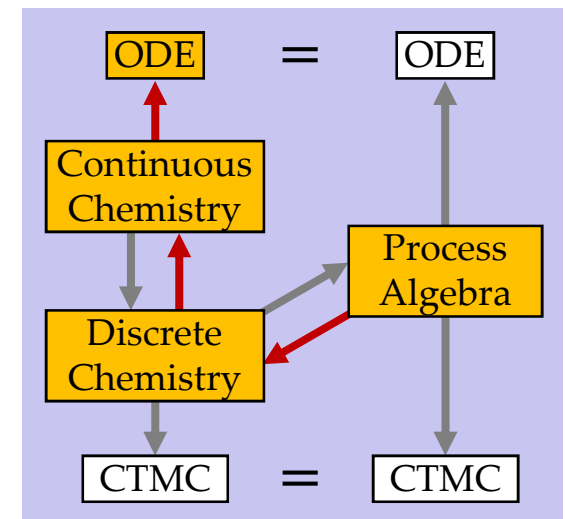 ODE = ODE
Continuous
Chemistry
Process
Algebra
Discrete
Chemistry
CTMC = CTMC